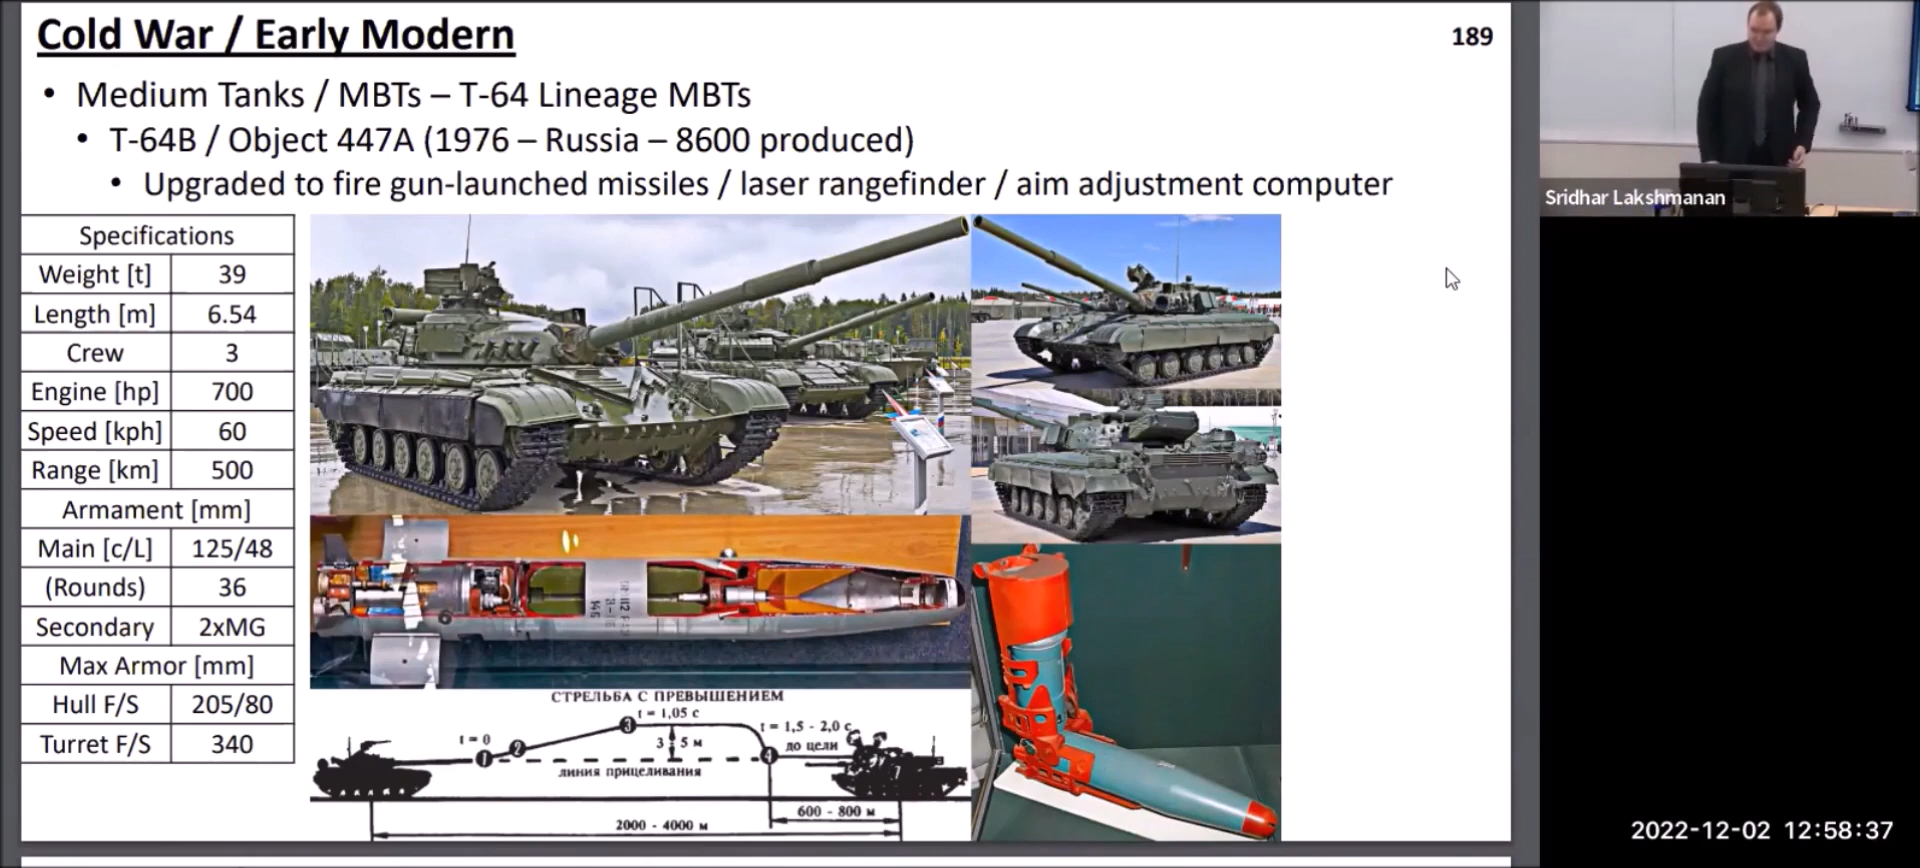 Cold War / Early Modern
189
• Medium Tanks / MBTs – T-64 Lineage MBTs
• T-64B / Object 447A (1976 – Russia – 8600 produced)
• Upgraded to fire gun-launched missiles / laser rangefinder / aim adjustment computer
Specifications
Weight [t] 39
Length [m] 6.54
Crew 3
Engine [hp] 700
Speed [kph] 60
Range [km] 500
Armament [mm]
Main [c/L] 125/48
(Rounds) 36
Secondary 2xMG
Max Armor [mm]
Hull F/S 205/80
Turret F/S 340
СТРЕЛЬБА С ПРЕВЫШЕНИЕМ
t = 0
t = 1,05 с
t = 1,5 - 2,0 с
до цели
1 2 3 4
3 - 5 м
линия прицеливания
600 - 800 м
2000 - 4000 м
Sridhar Lakshmanan
2022-12-02 12:58:37